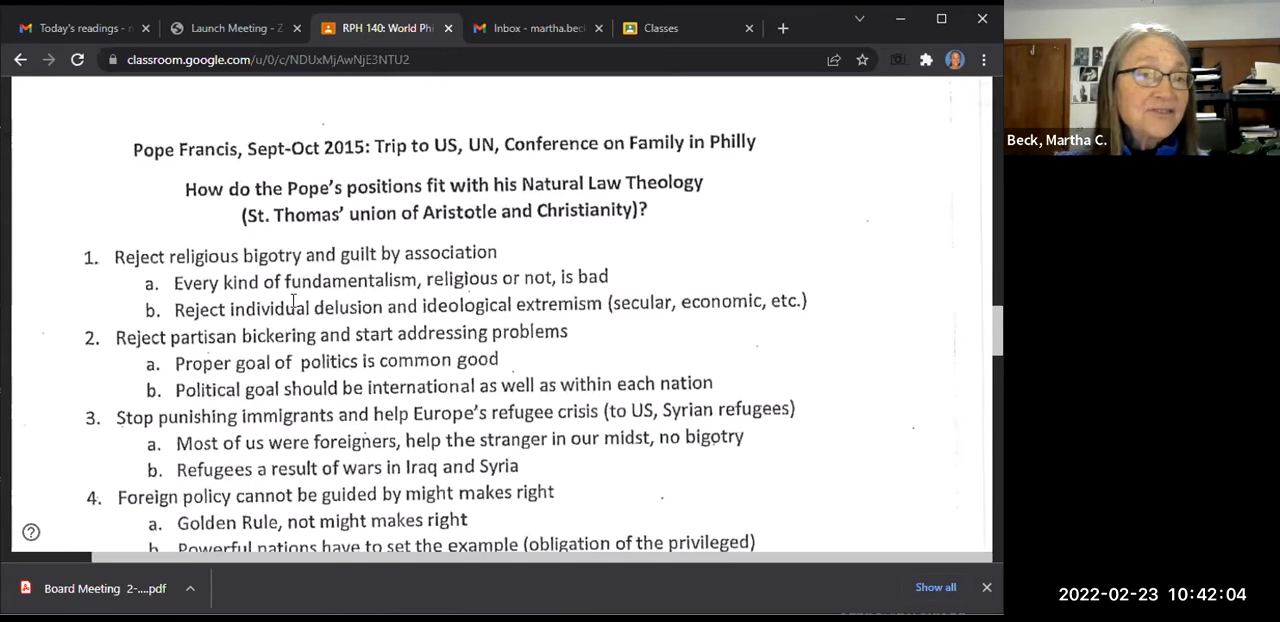 Today's readings - r
Launch Meeting - Z
RPH 140: World Ph
Inbox - martha.bec
Classes
classroom.google.com/u/0/c/NDUxMjAwNjE3NTU2
Beck, Martha C.
Pope Francis, Sept-Oct 2015: Trip to US, UN, Conference on Family in Philly
How do the Pope's positions fit with his Natural Law Theology
(St. Thomas' union of Aristotle and Christianity)?
1. Reject religious bigotry and guilt by association
a. Every kind of fundamentalism, religious or not, is bad
b. Reject individual delusion and ideological extremism (secular, economic, etc.)
2. Reject partisan bickering and start addressing problems
a. Proper goal of politics is common good
b. Political goal should be international as well as within each nation
3. Stop punishing immigrants and help Europe's refugee crisis (to US, Syrian refugees)
a. Most of us were foreigners, help the stranger in our midst, no bigotry
b. Refugees a result of wars in Iraq and Syria
4. Foreign policy cannot be guided by might makes right
a. Golden Rule, not might makes right
b. Powerful nations have to set the example (obligation of the privileged)
Board Meeting 2-....pdf
Show all
2022-02-23 10:42:04